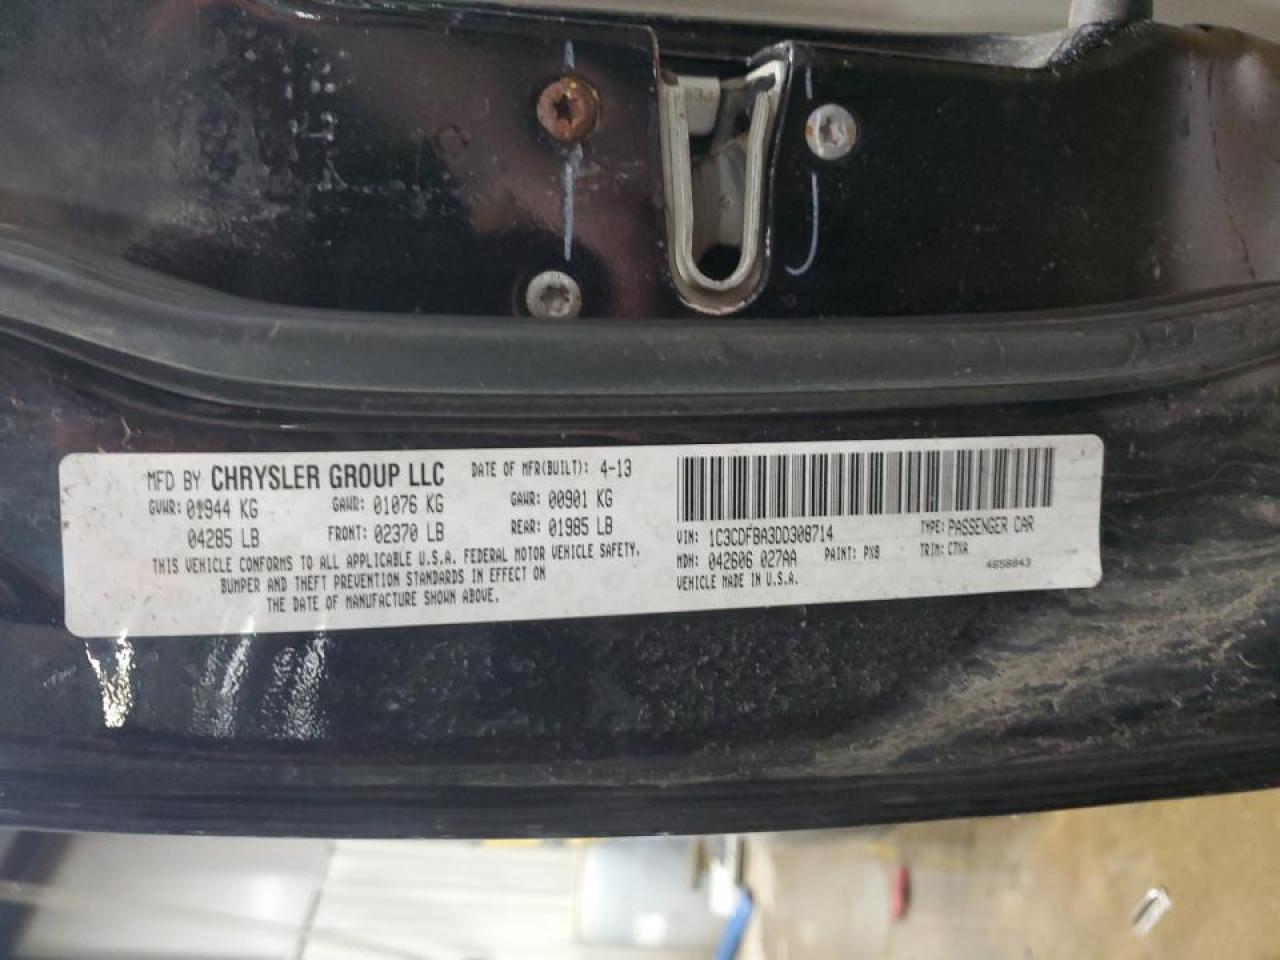 MFD BY CHRYSLER GROUP LLC
DATE OF MFR(BUILT): 4-13
GVWR: 01944 KG GAWR: 01076 KG GAWR: 00901 KG
04285 LB FRONT: 02370 LB REAR: 01985 LB
THIS VEHICLE CONFORMS TO ALL APPLICABLE U.S.A. FEDERAL MOTOR VEHICLE SAFETY,
BUMPER AND THEFT PREVENTION STANDARDS IN EFFECT ON
THE DATE OF MANUFACTURE SHOWN ABOVE.
VIN: 1C3CDFBA3DD308714 TYPE: PASSENGER CAR
MDH: 042606 027AA PAINT: PX8 TRIM: C7XR
VEHICLE MADE IN U.S.A. 4658843